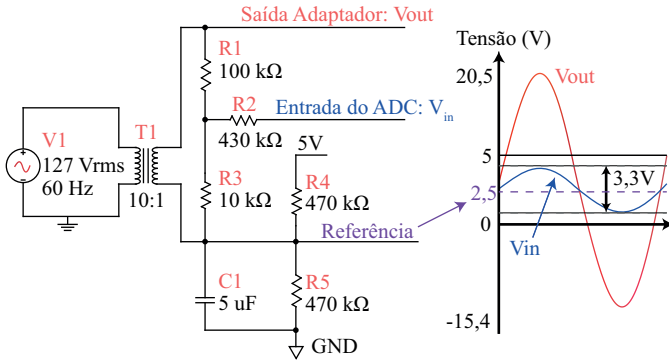 Saída Adaptador: Vout
R1
100 kΩ
R2
Entrada do ADC: Vin
430 kΩ
V1
127 Vrms
60 Hz
T1
10:1
5V
R3
10 kΩ
R4
470 kΩ
Referência
C1
5 uF
R5
470 kΩ
GND
Tensão (V)
20,5
Vout
5
3,3V
2,5
0
Vin
-15,4